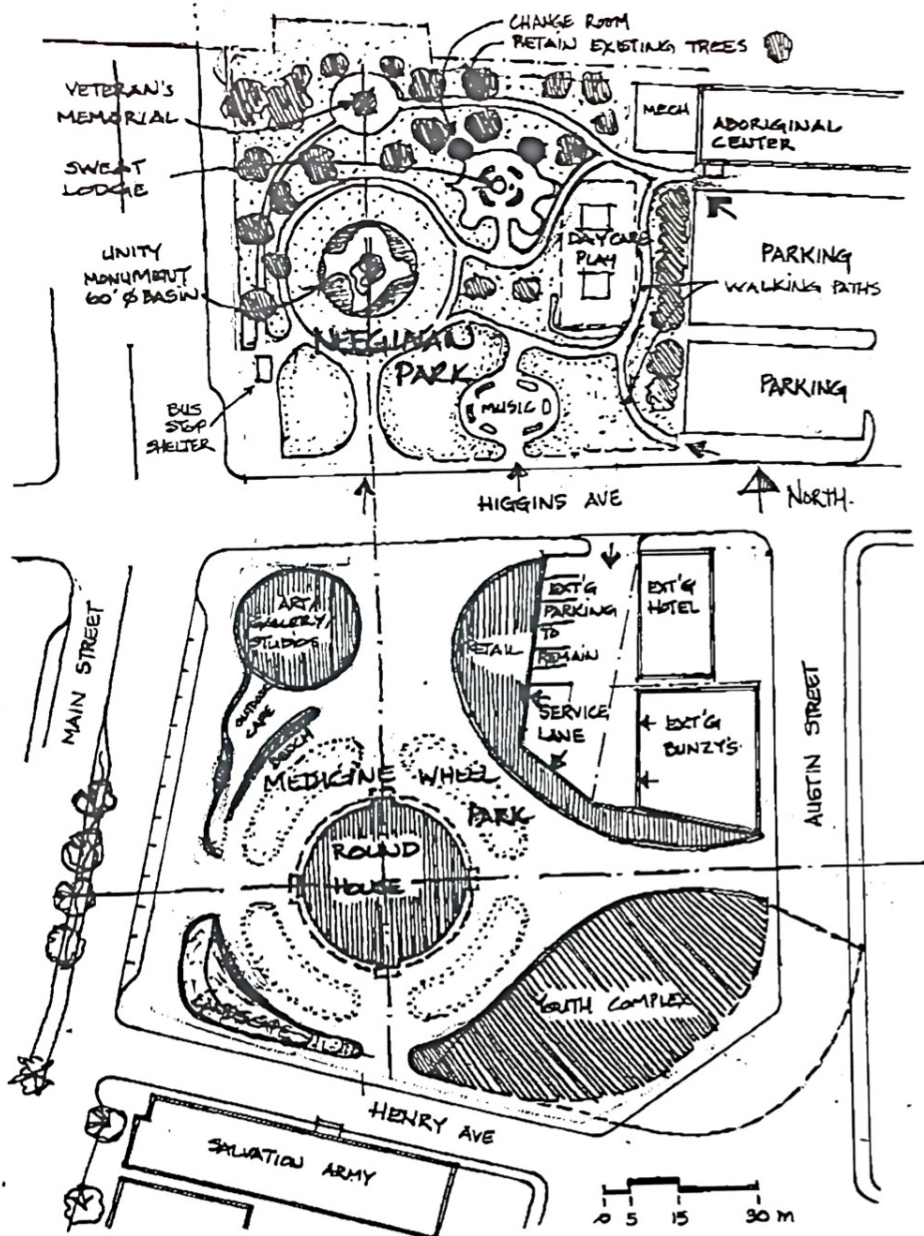 CHANGE ROOM
RETAIN EXISTING TREES
VETERAN'S
MEMORIAL
MECH
ABORIGINAL
CENTER
SWEAT
LODGE
UNITY
MONUMENT
60' Ø BASIN
DAYCARE
PLAY
PARKING
WALKING PATHS
NEEGINAN
PARK
BUS
STOP
SHELTER
MUSIC
PARKING
HIGGINS AVE
NORTH.
MAIN STREET
ART/
GALLERY/
STUDIOS
OUTDOOR
CAFE
RETAIL
EXT'G
PARKING
TO
REMAIN
EXT'G
HOTEL
SERVICE
LANE
EXT'G
BUNZY'S
AUSTIN STREET
MEDICINE WHEEL
PARK
ROUND
HOUSE
YOUTH COMPLEX
HENRY AVE
SALVATION ARMY
0 5 15 30 m